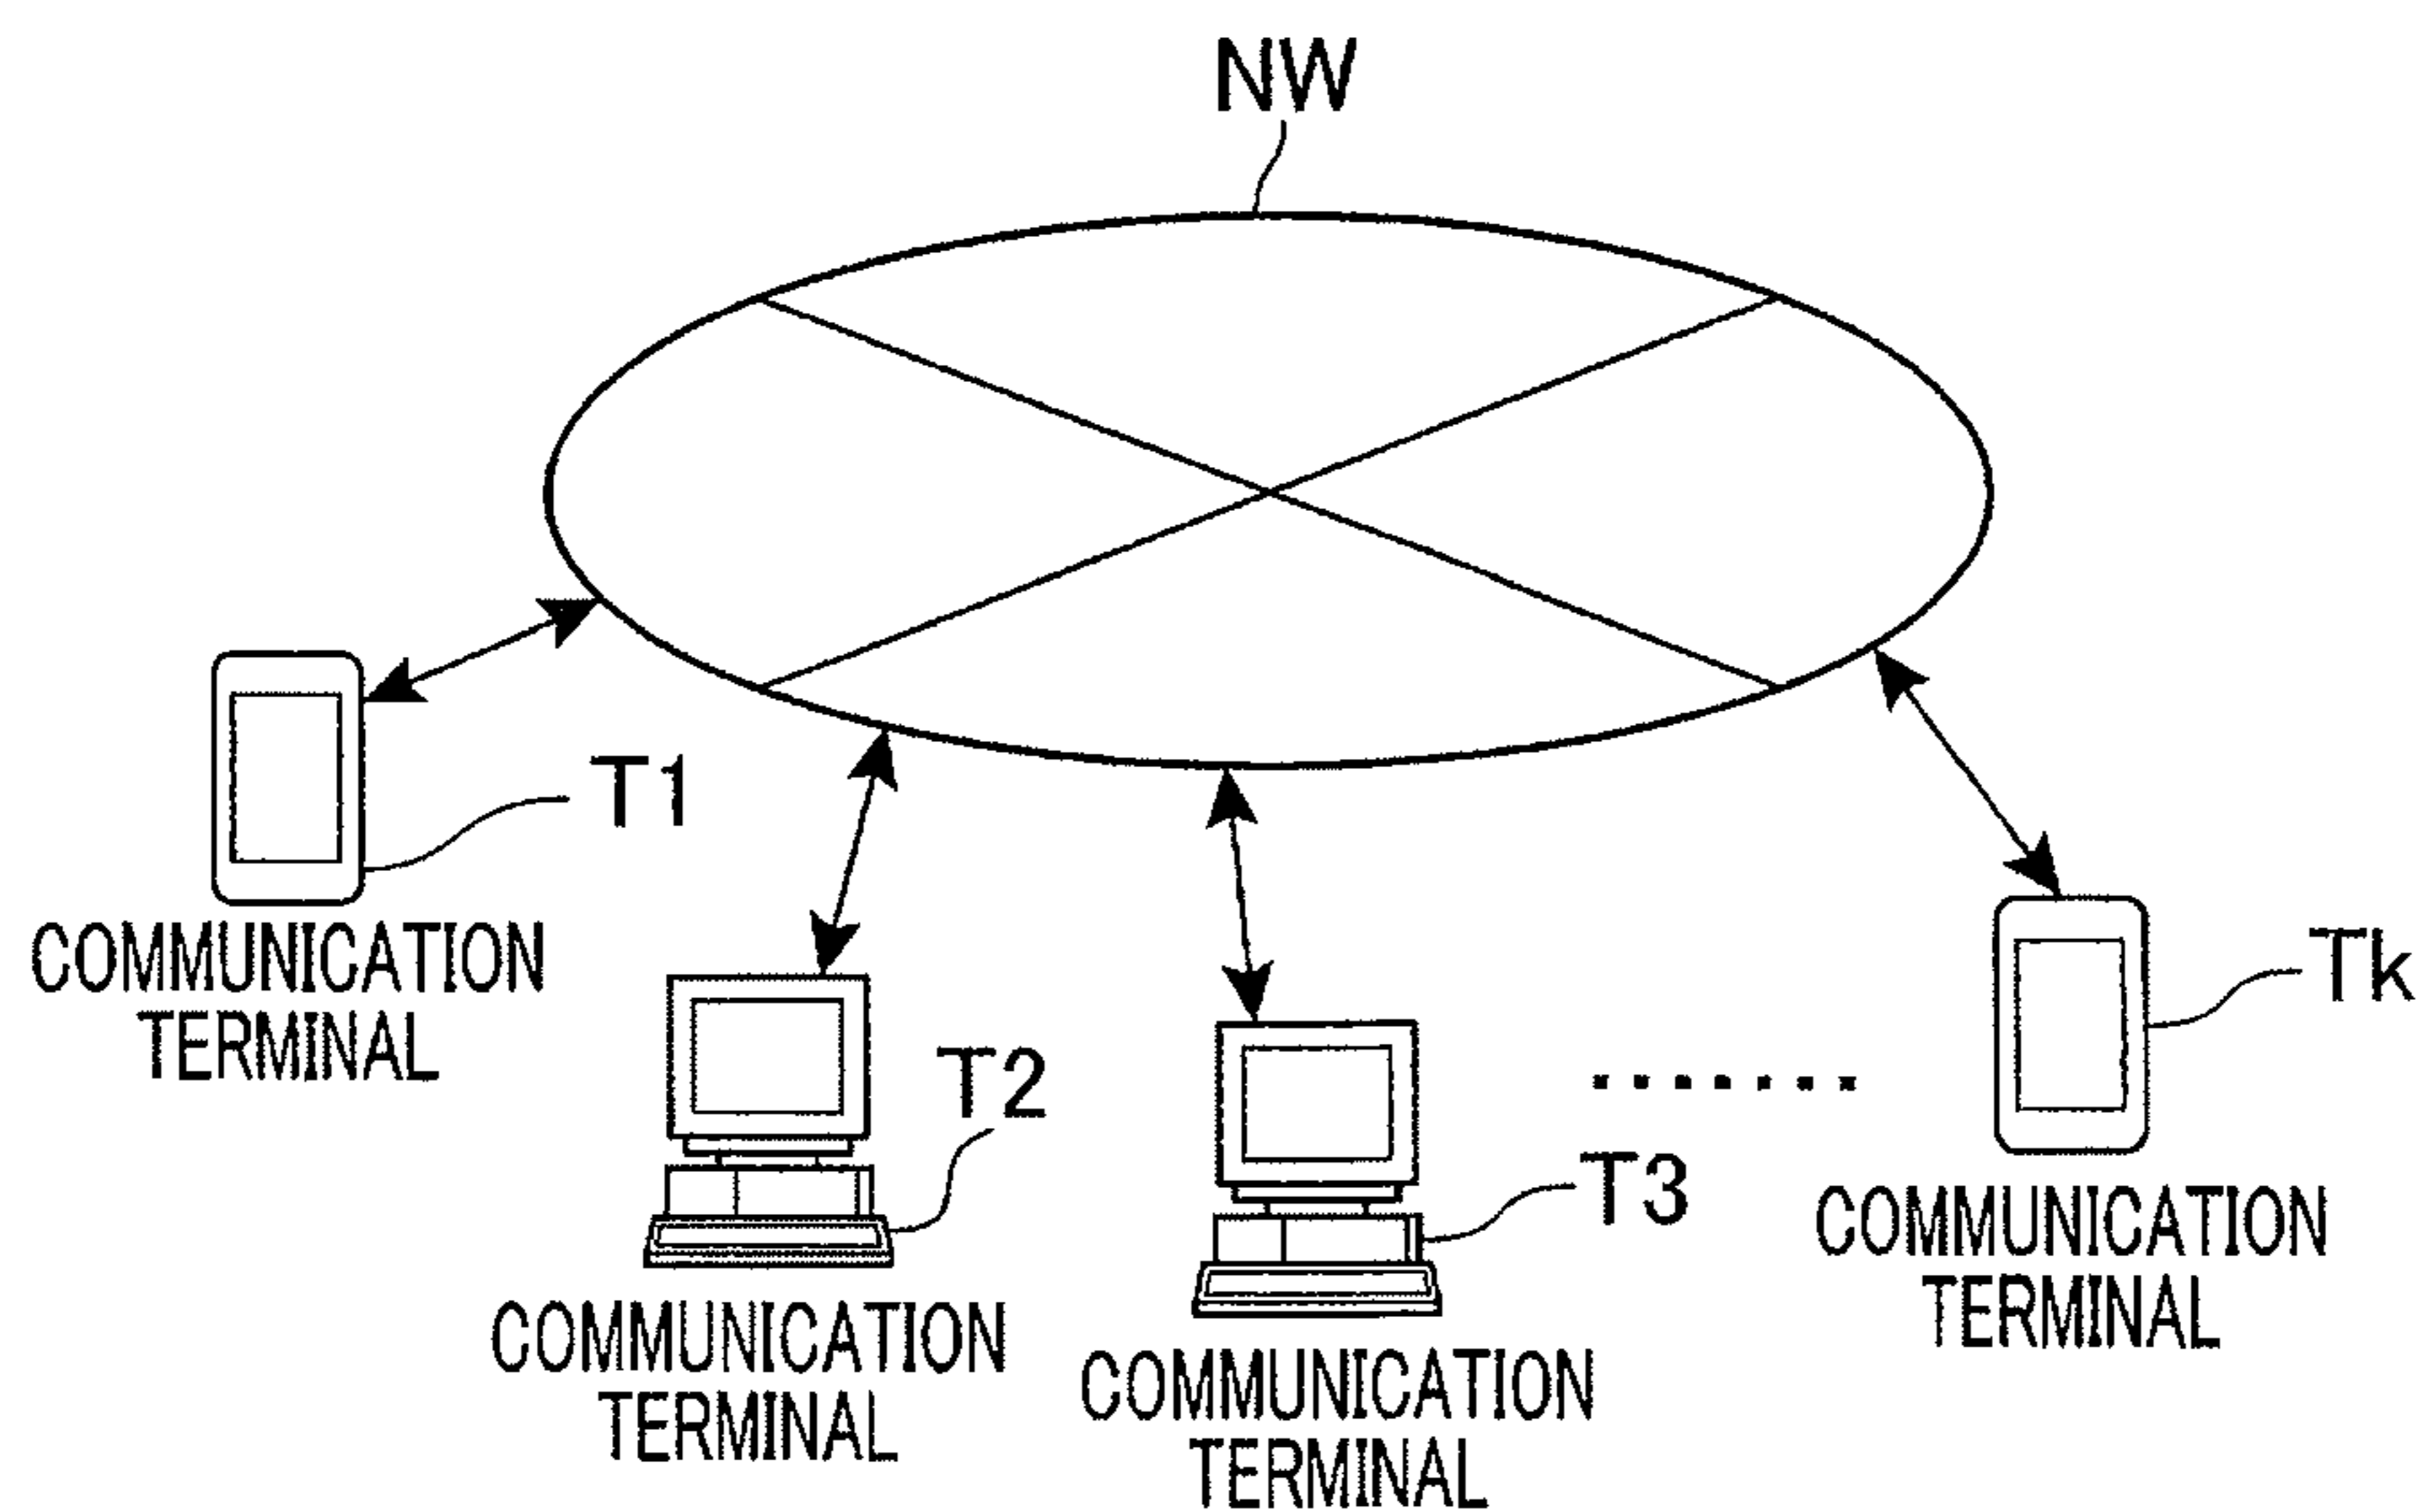 NW
T1
COMMUNICATION
TERMINAL
T2
COMMUNICATION
TERMINAL
T3
COMMUNICATION
TERMINAL
.......
Tk
COMMUNICATION
TERMINAL